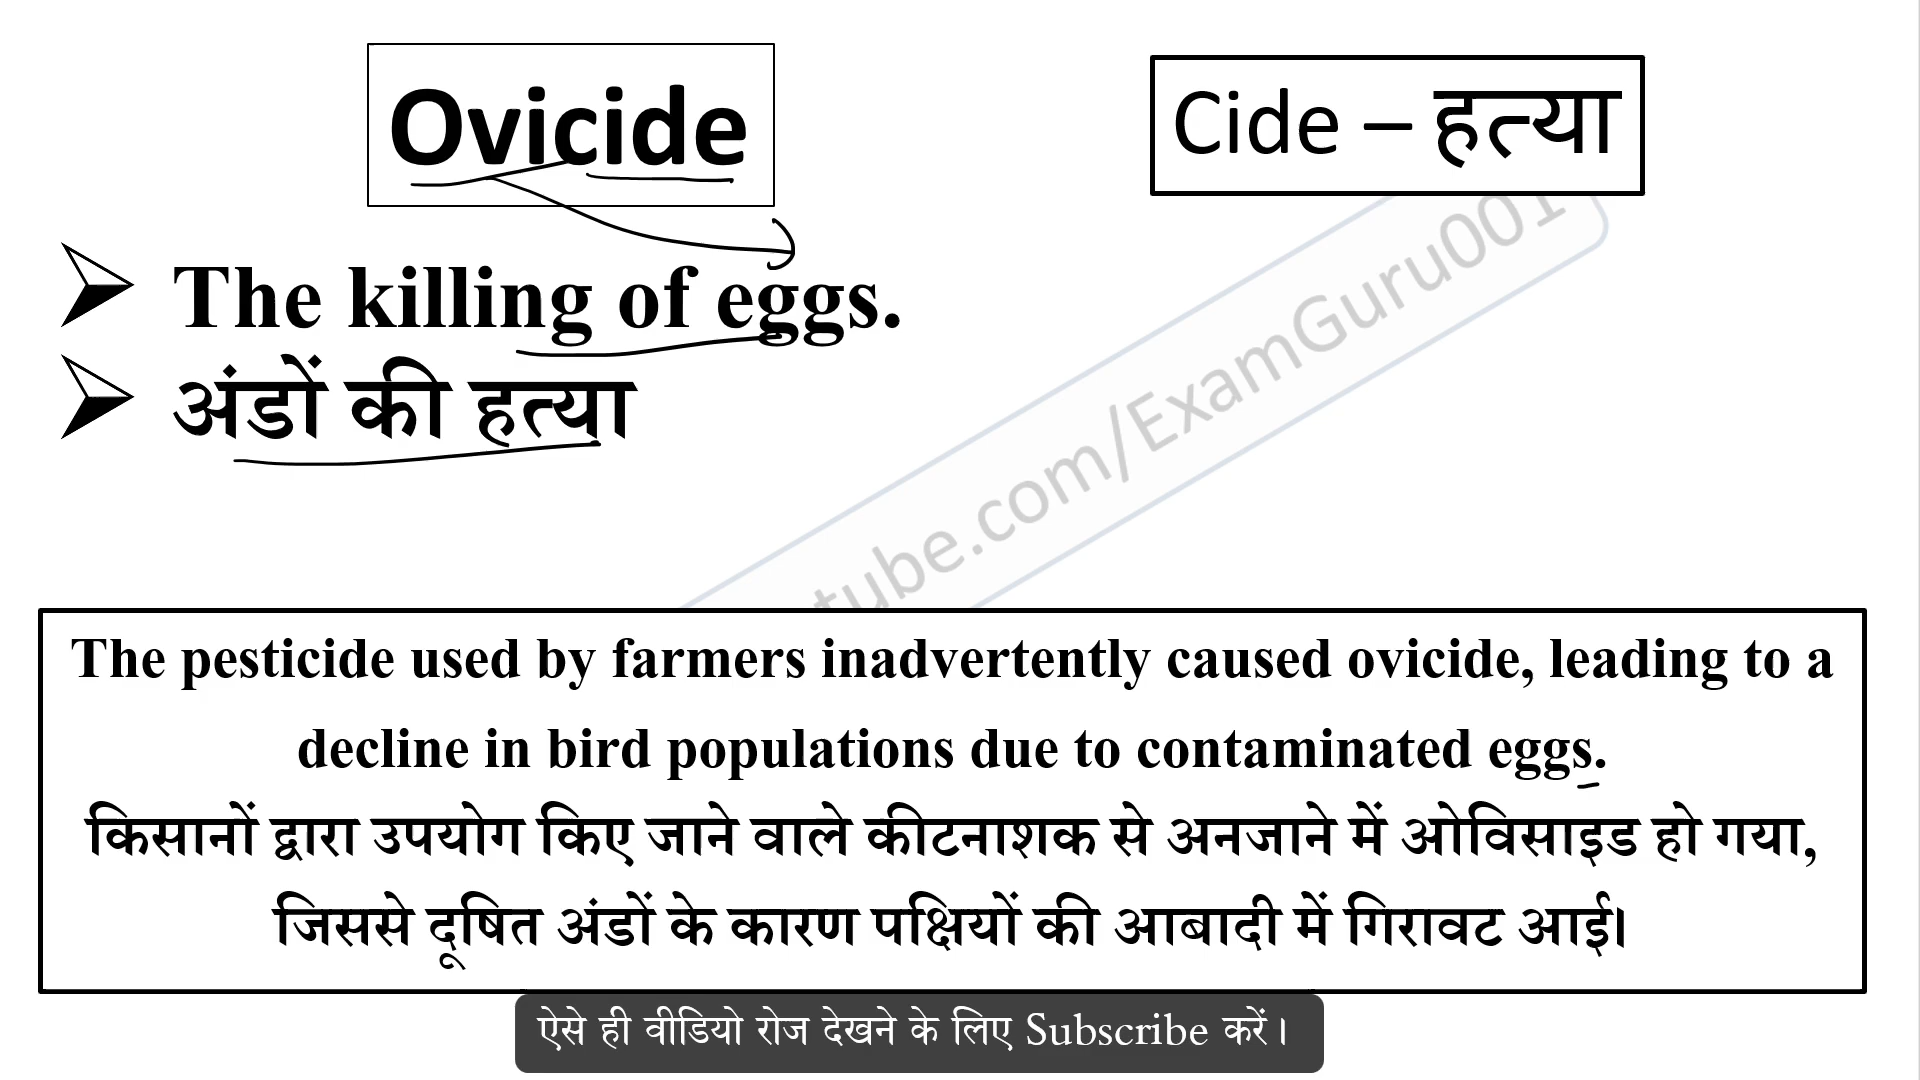 Ovicide
Cide – हत्या
The killing of eggs.
अंडों की हत्या
tube.com/ExamGuru001
The pesticide used by farmers inadvertently caused ovicide, leading to a
decline in bird populations due to contaminated eggs.
किसानों द्वारा उपयोग किए जाने वाले कीटनाशक से अनजाने में ओविसाइड हो गया,
जिससे दूषित अंडों के कारण पक्षियों की आबादी में गिरावट आई।
ऐसे ही वीडियो रोज देखने के लिए Subscribe करें।